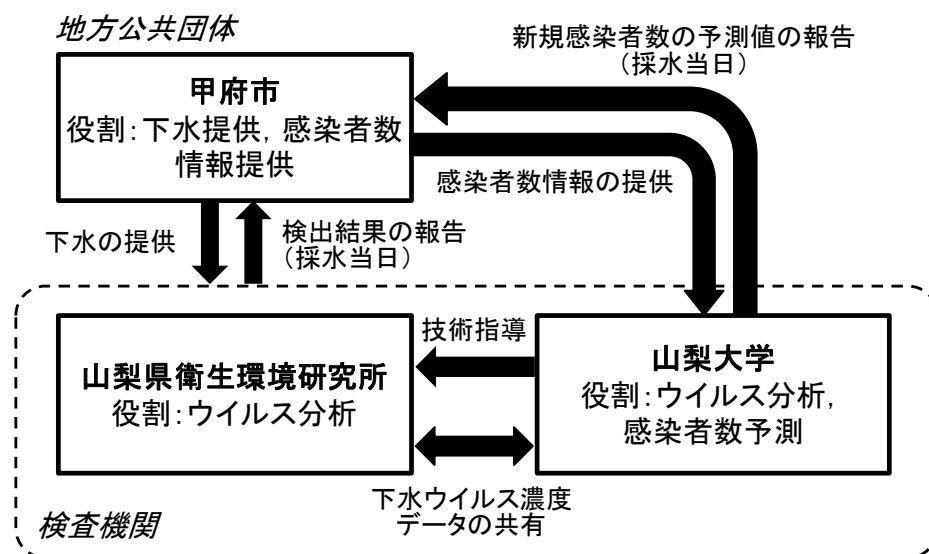 地方公共団体
新規感染者数の予測値の報告
（採水当日）
甲府市
役割：下水提供，感染者数
情報提供
感染者数情報の提供
下水の提供
検出結果の報告
（採水当日）
技術指導
山梨県衛生環境研究所
役割：ウイルス分析
山梨大学
役割：ウイルス分析，
感染者数予測
下水ウイルス濃度
データの共有
検査機関